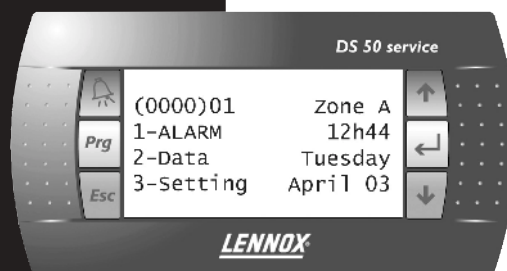 DS 50 service
(0000)01 Zone A
1-ALARM 12h44
Prg
2-Data Tuesday
3-Setting April 03
Esc
LENNOX